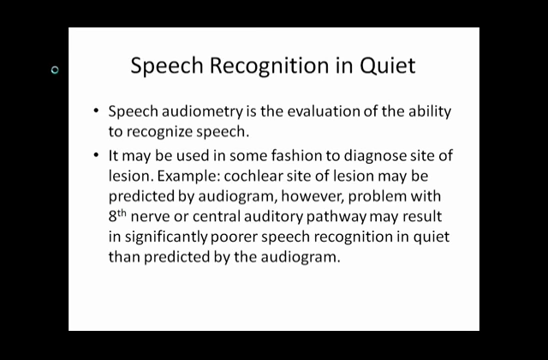 Speech Recognition in Quiet
• Speech audiometry is the evaluation of the ability
to recognize speech.
• It may be used in some fashion to diagnose site of
lesion. Example: cochlear site of lesion may be
predicted by audiogram, however, problem with
8th nerve or central auditory pathway may result
in significantly poorer speech recognition in quiet
than predicted by the audiogram.